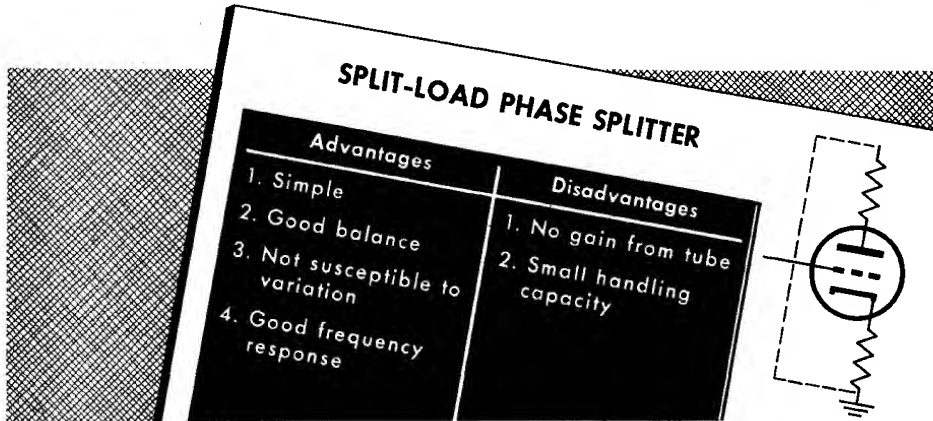 SPLIT-LOAD PHASE SPLITTER
Advantages
1. Simple
2. Good balance
3. Not susceptible to
variation
4. Good frequency
response
Disadvantages
1. No gain from tube
2. Small handling
capacity